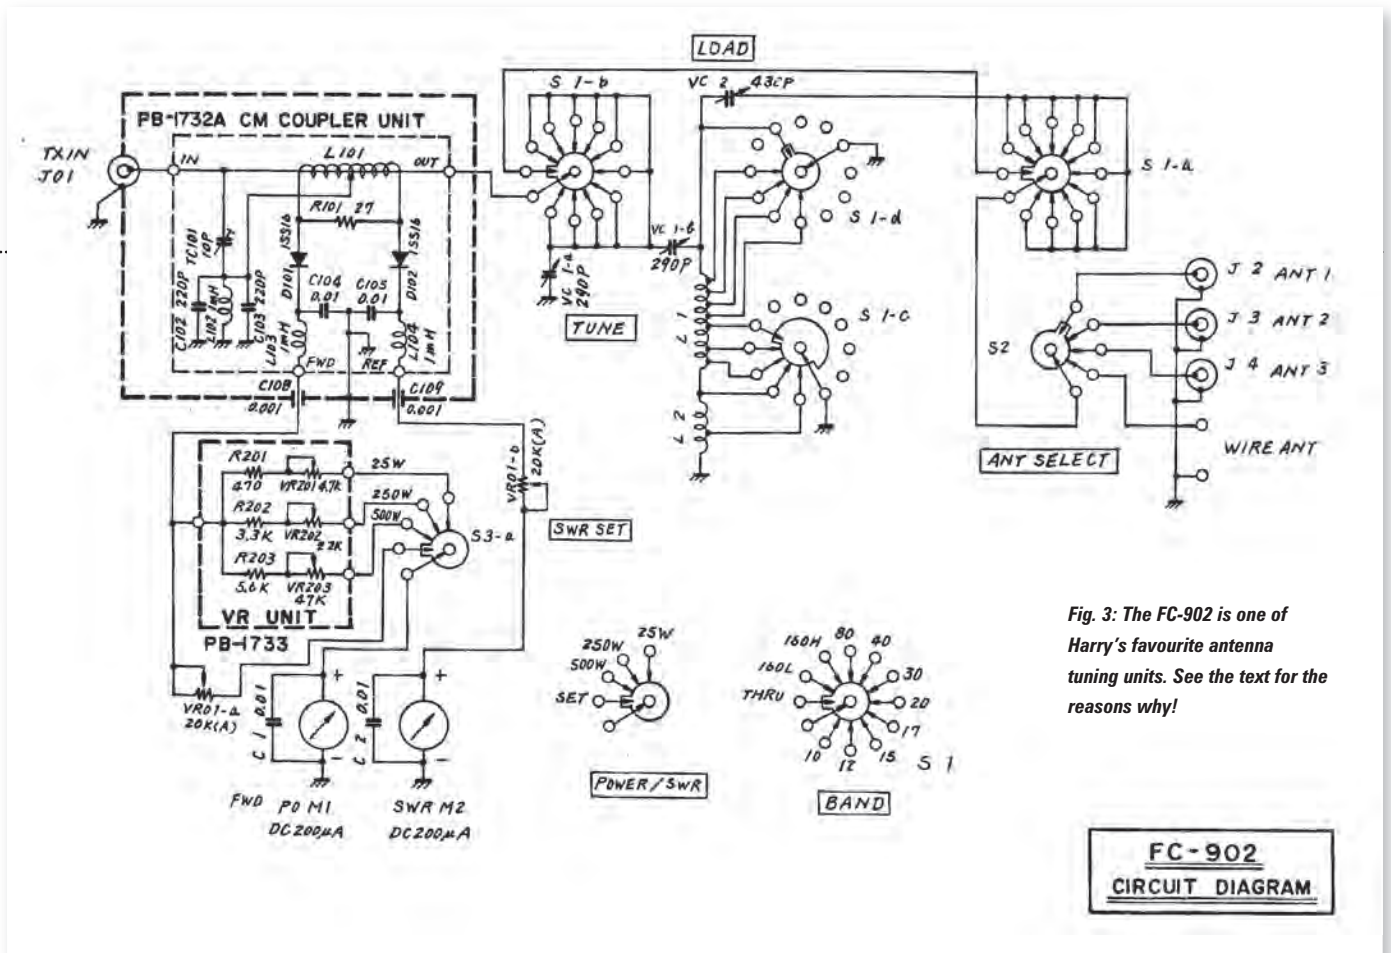 LOAD
S 1-b
VC 2 430P
PB-1732A CM COUPLER UNIT
TXIN
J01
IN
L101
OUT
S 1-a
R101 27
S 1-d
TC101
10P
1SS16
D101
1SS16
D102
VC 1-b
290P
VC 1-a
290P
C104
0.01
C105
0.01
C102 220P
L102 1mH
C103 220P
L103
1mH
L104
1mH
FWD
REF
TUNE
L 1
S 1-c
J 2 ANT 1
J 3 ANT 2
J 4 ANT 3
S2
C108
0.001
C109
0.001
L 2
WIRE ANT
ANT SELECT
R201
470
VR201 4.7K
25W
VR01-b
20K(A)
R202
3.3K
VR202
22K
250W
500W
S3-a
SWR SET
R203
5.6K
VR203
47K
VR UNIT
PB-1733
VR01-a
20K(A)
C 1 0.01
+
-
C 2 0.01
+
-
FWD PO M1
DC200µA
SWR M2
DC200µA
25W
250W
500W
SET
POWER/SWR
160H
80
40
160L
30
THRU
20
17
10
12
15
S 1
BAND
Fig. 3: The FC-902 is one of
Harry's favourite antenna
tuning units. See the text for the
reasons why!
FC-902
CIRCUIT DIAGRAM